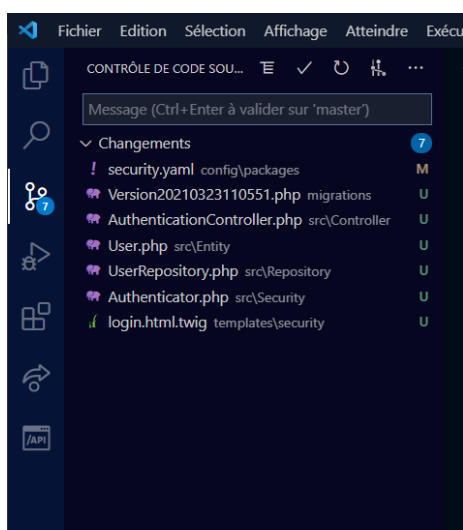 Fichier Edition Sélection Affichage Atteindre Exécu
CONTRÔLE DE CODE SOU...
Message (Ctrl+Enter à valider sur 'master')
Changements 7
! security.yaml config\packages M
Version20210323110551.php migrations U
AuthenticationController.php src\Controller U
User.php src\Entity U
UserRepository.php src\Repository U
Authenticator.php src\Security U
login.html.twig templates\security U
7
/API